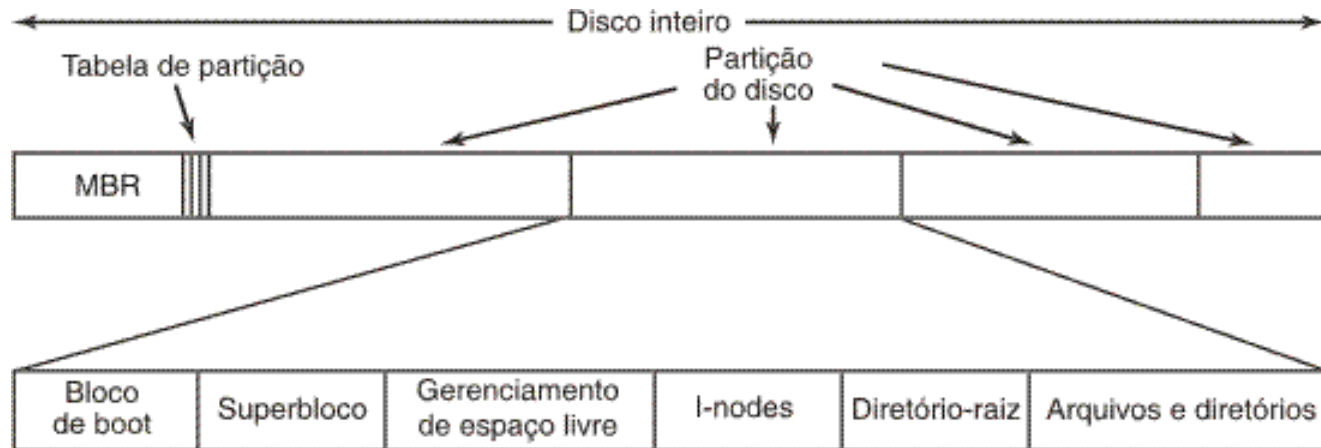 Disco inteiro
Tabela de partição
Partição
do disco
MBR
Bloco
de boot
Superbloco
Gerenciamento
de espaço livre
I-nodes
Diretório-raiz
Arquivos e diretórios